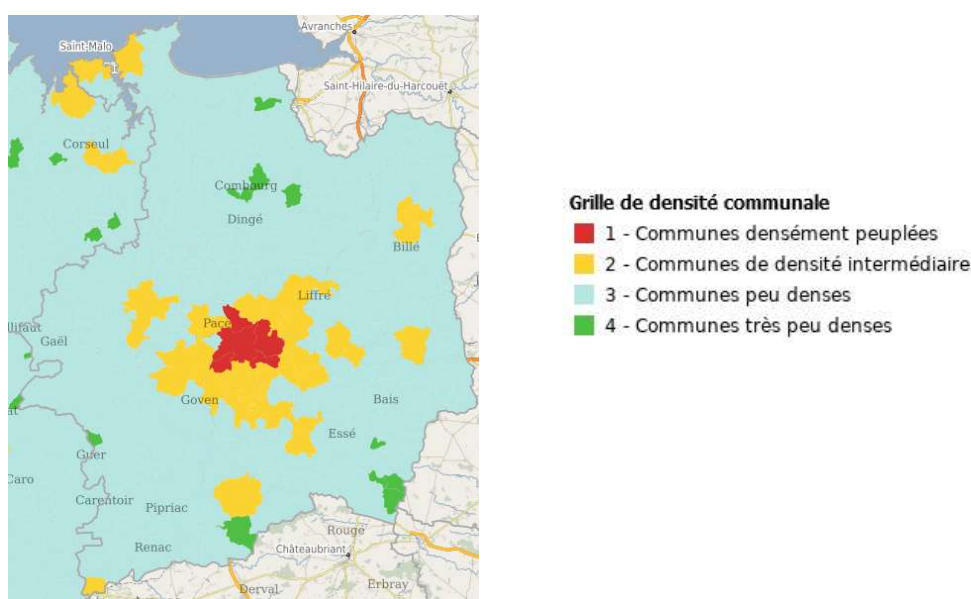 Avranches
Saint-Malo
Saint-Hilaire-du-Harcouët
Corseul
Combourg
Dingé
Billé
Liffré
Pacé
Gaël
Goven
Bais
Essé
Guer
Caro
Carentoir
Pipriac
Renac
Rougé
Châteaubriant
Derval
Erbray
Grille de densité communale
1 - Communes densément peuplées
2 - Communes de densité intermédiaire
3 - Communes peu denses
4 - Communes très peu denses